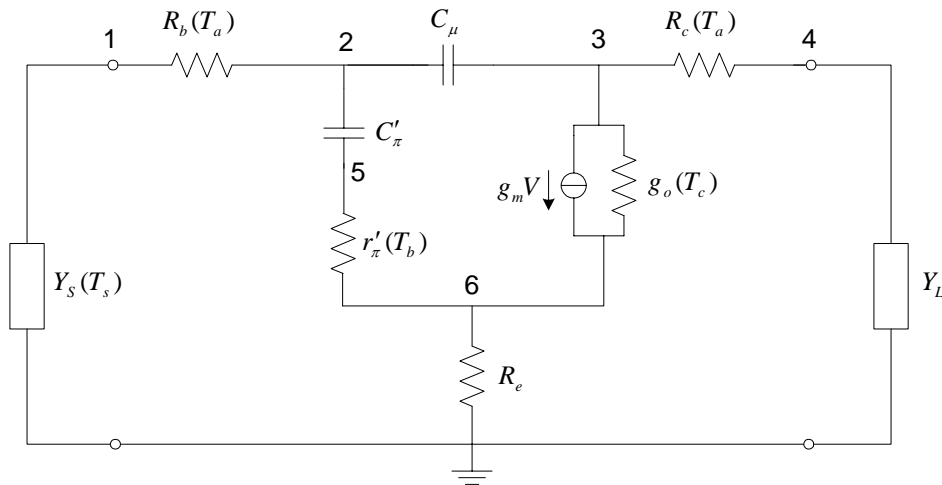 R_b(T_a)
C_μ
R_c(T_a)
1
2
3
4
C'_π
5
g_mV
g_o(T_c)
r'_π(T_b)
Y_S(T_s)
6
Y_L
R_e